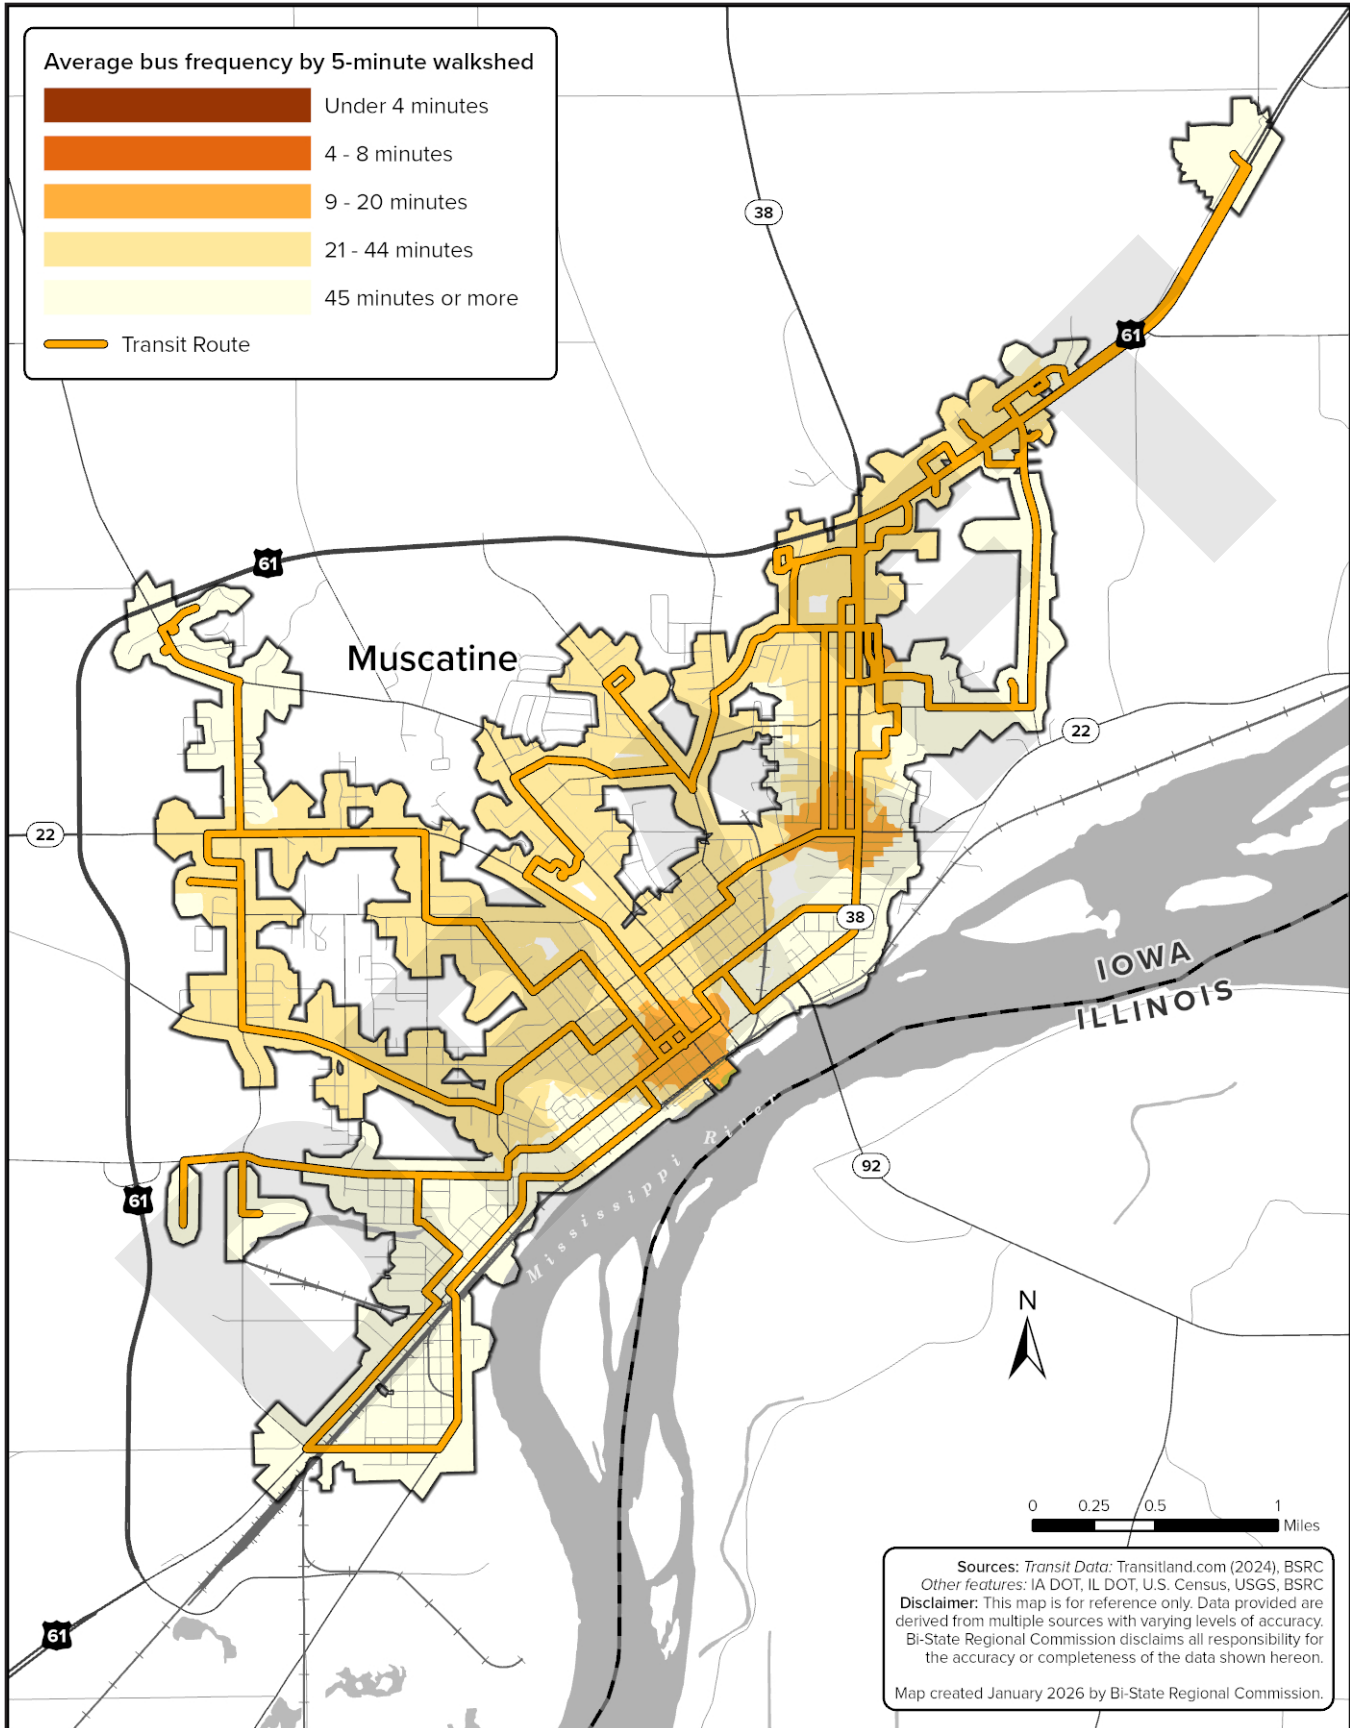 Average bus frequency by 5-minute walkshed
Under 4 minutes
4 - 8 minutes
9 - 20 minutes
21 - 44 minutes
45 minutes or more
Transit Route
38
61
61
Muscatine
22
22
38
IOWA
ILLINOIS
Mississippi River
92
61
N
0 0.25 0.5 1
Miles
Sources: Transit Data: Transitland.com (2024), BSRC
Other features: IA DOT, IL DOT, U.S. Census, USGS, BSRC
Disclaimer: This map is for reference only. Data provided are
derived from multiple sources with varying levels of accuracy.
Bi-State Regional Commission disclaims all responsibility for
the accuracy or completeness of the data shown hereon.
Map created January 2026 by Bi-State Regional Commission.
61
DRAFT